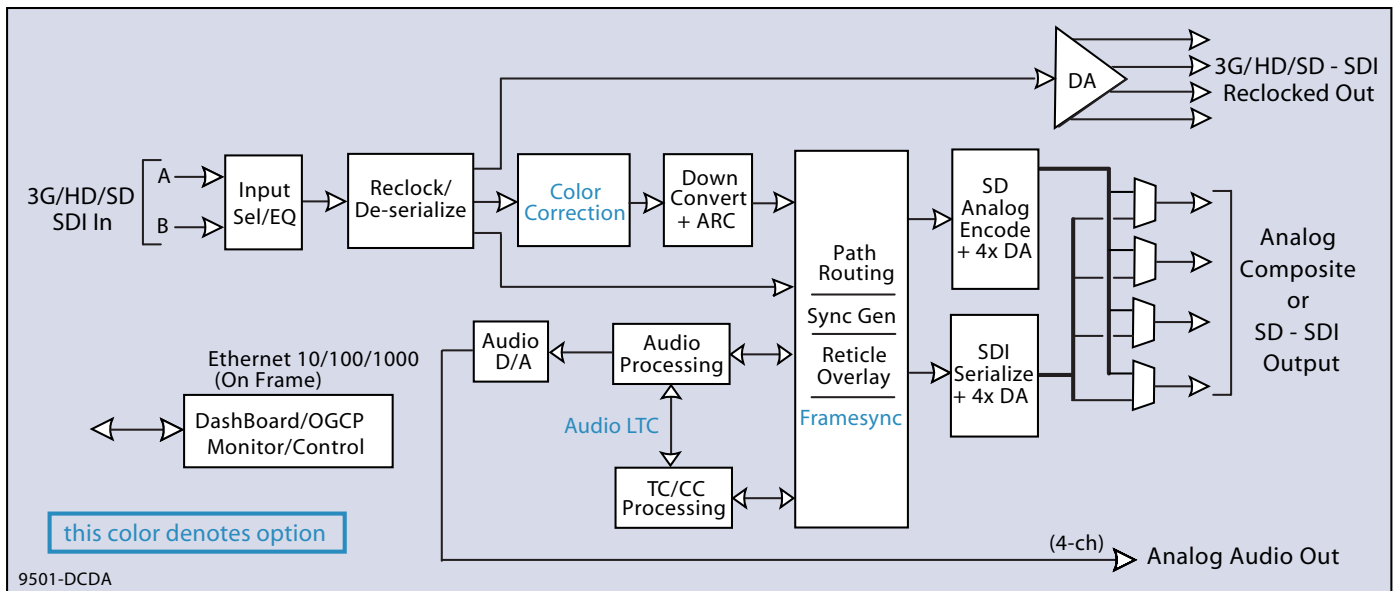 DA
3G/HD/SD - SDI
Reclocked Out
3G/HD/SD
SDI In
A
B
Input
Sel/EQ
Reclock/
De-serialize
Color
Correction
Down
Convert
+ ARC
Path
Routing
Sync Gen
Reticle
Overlay
Framesync
SD
Analog
Encode
+ 4x DA
SDI
Serialize
+ 4x DA
Analog
Composite
or
SD - SDI
Output
Audio
D/A
Audio
Processing
Audio LTC
TC/CC
Processing
Ethernet 10/100/1000
(On Frame)
DashBoard/OGCP
Monitor/Control
this color denotes option
(4-ch)
Analog Audio Out
9501-DCDA